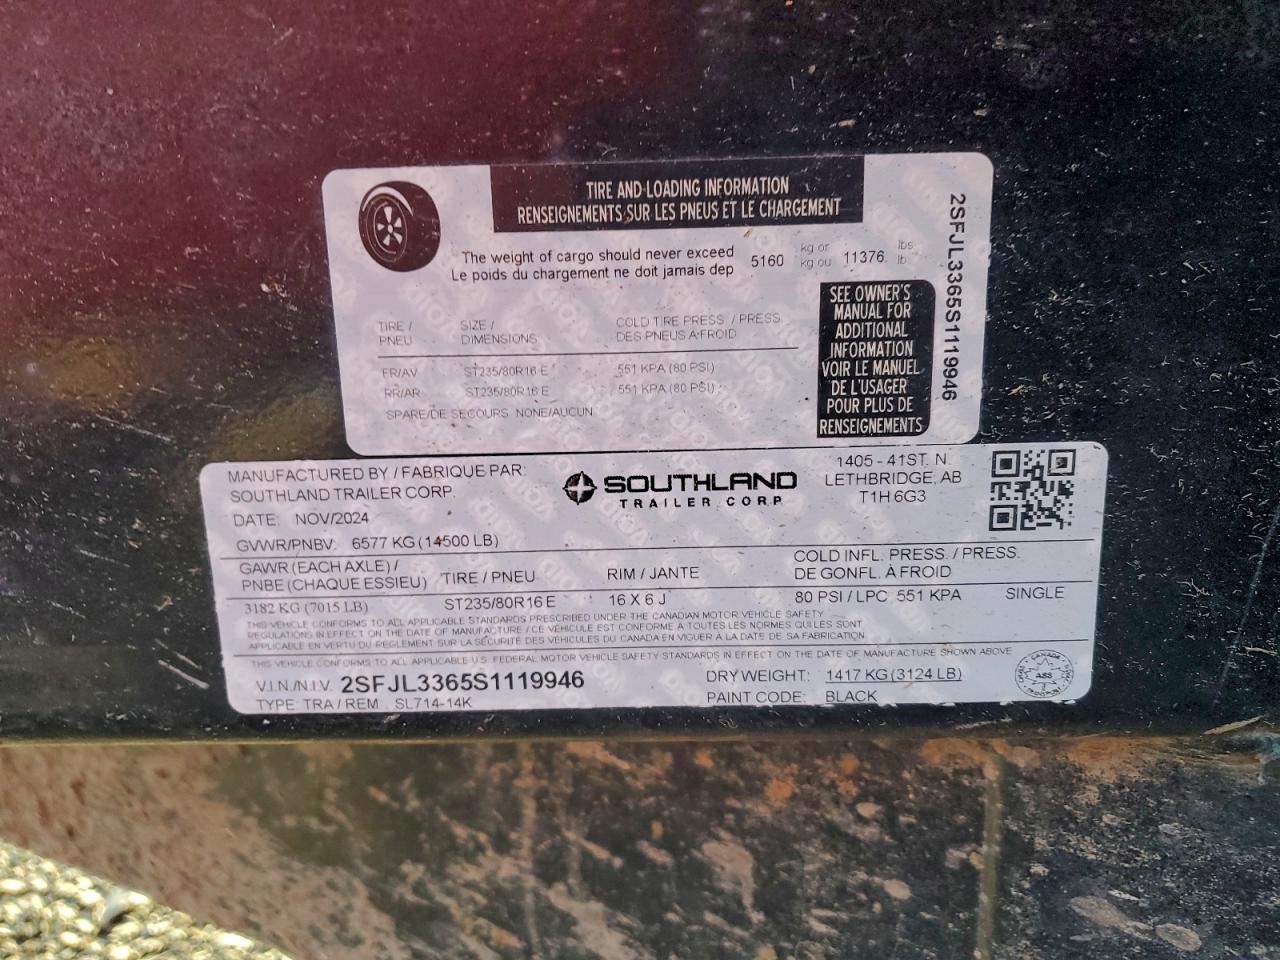 TIRE AND LOADING INFORMATION
RENSEIGNEMENTS SUR LES PNEUS ET LE CHARGEMENT
The weight of cargo should never exceed 5160 kg or 11376 lbs
Le poids du chargement ne doit jamais dep kg ou lb
TIRE / SIZE / COLD TIRE PRESS. / PRESS.
PNEU DIMENSIONS DES PNEUS A FROID
FR/AV ST235/80R16 E 551 KPA (80 PSI)
RR/AR ST235/80R16 E 551 KPA (80 PSI)
SPARE/DE SECOURS NONE/AUCUN
SEE OWNER'S
MANUAL FOR
ADDITIONAL
INFORMATION
VOIR LE MANUEL
DE L'USAGER
POUR PLUS DE
RENSEIGNEMENTS
2SFJL3365S1119946
MANUFACTURED BY / FABRIQUE PAR:
SOUTHLAND TRAILER CORP.
SOUTHLAND
TRAILER CORP
1405 - 41ST. N.
LETHBRIDGE, AB
T1H 6G3
DATE: NOV/2024
GVWR/PNBV: 6577 KG (14500 LB)
GAWR (EACH AXLE) / TIRE / PNEU RIM / JANTE COLD INFL. PRESS. / PRESS.
PNBE (CHAQUE ESSIEU) DE GONFL. À FROID
3182 KG (7015 LB) ST235/80R16 E 16 X 6 J 80 PSI / LPC 551 KPA SINGLE
THIS VEHICLE CONFORMS TO ALL APPLICABLE STANDARDS PRESCRIBED UNDER THE CANADIAN MOTOR VEHICLE SAFETY
REGULATIONS IN EFFECT ON THE DATE OF MANUFACTURE / CE VÉHICULE EST CONFORME À TOUTES LES NORMES QUI LES SONT
APPLICABLE EN VERTU DU REGLEMENT SUR LA SÉCURITÉ DES VÉHICULES DU CANADA EN VIGUER À LA DATE DE SA FABRICATION.
THIS VEHICLE CONFORMS TO ALL APPLICABLE U.S. FEDERAL MOTOR VEHICLE SAFETY STANDARDS IN EFFECT ON THE DATE OF MANUFACTURE SHOWN ABOVE
V.I.N./N.I.V. 2SFJL3365S1119946 DRY WEIGHT: 1417 KG (3124 LB)
TYPE: TRA / REM SL714-14K PAINT CODE: BLACK
CANADA
ASS
TRANSPORT